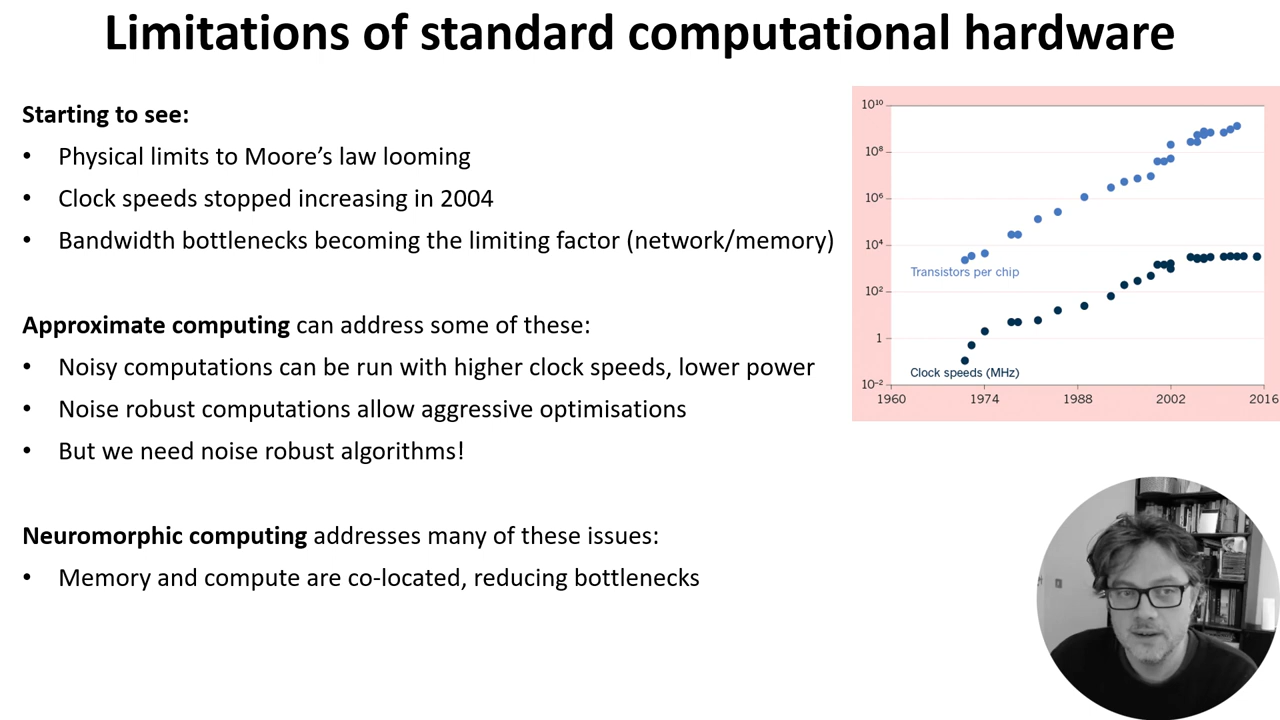 Limitations of standard computational hardware
Starting to see:
• Physical limits to Moore’s law looming
• Clock speeds stopped increasing in 2004
• Bandwidth bottlenecks becoming the limiting factor (network/memory)
Approximate computing can address some of these:
• Noisy computations can be run with higher clock speeds, lower power
• Noise robust computations allow aggressive optimisations
• But we need noise robust algorithms!
Neuromorphic computing addresses many of these issues:
• Memory and compute are co-located, reducing bottlenecks
10¹⁰
10⁸
10⁶
10⁴
Transistors per chip
10²
1
Clock speeds (MHz)
10⁻²
1960 1974 1988 2002 2016